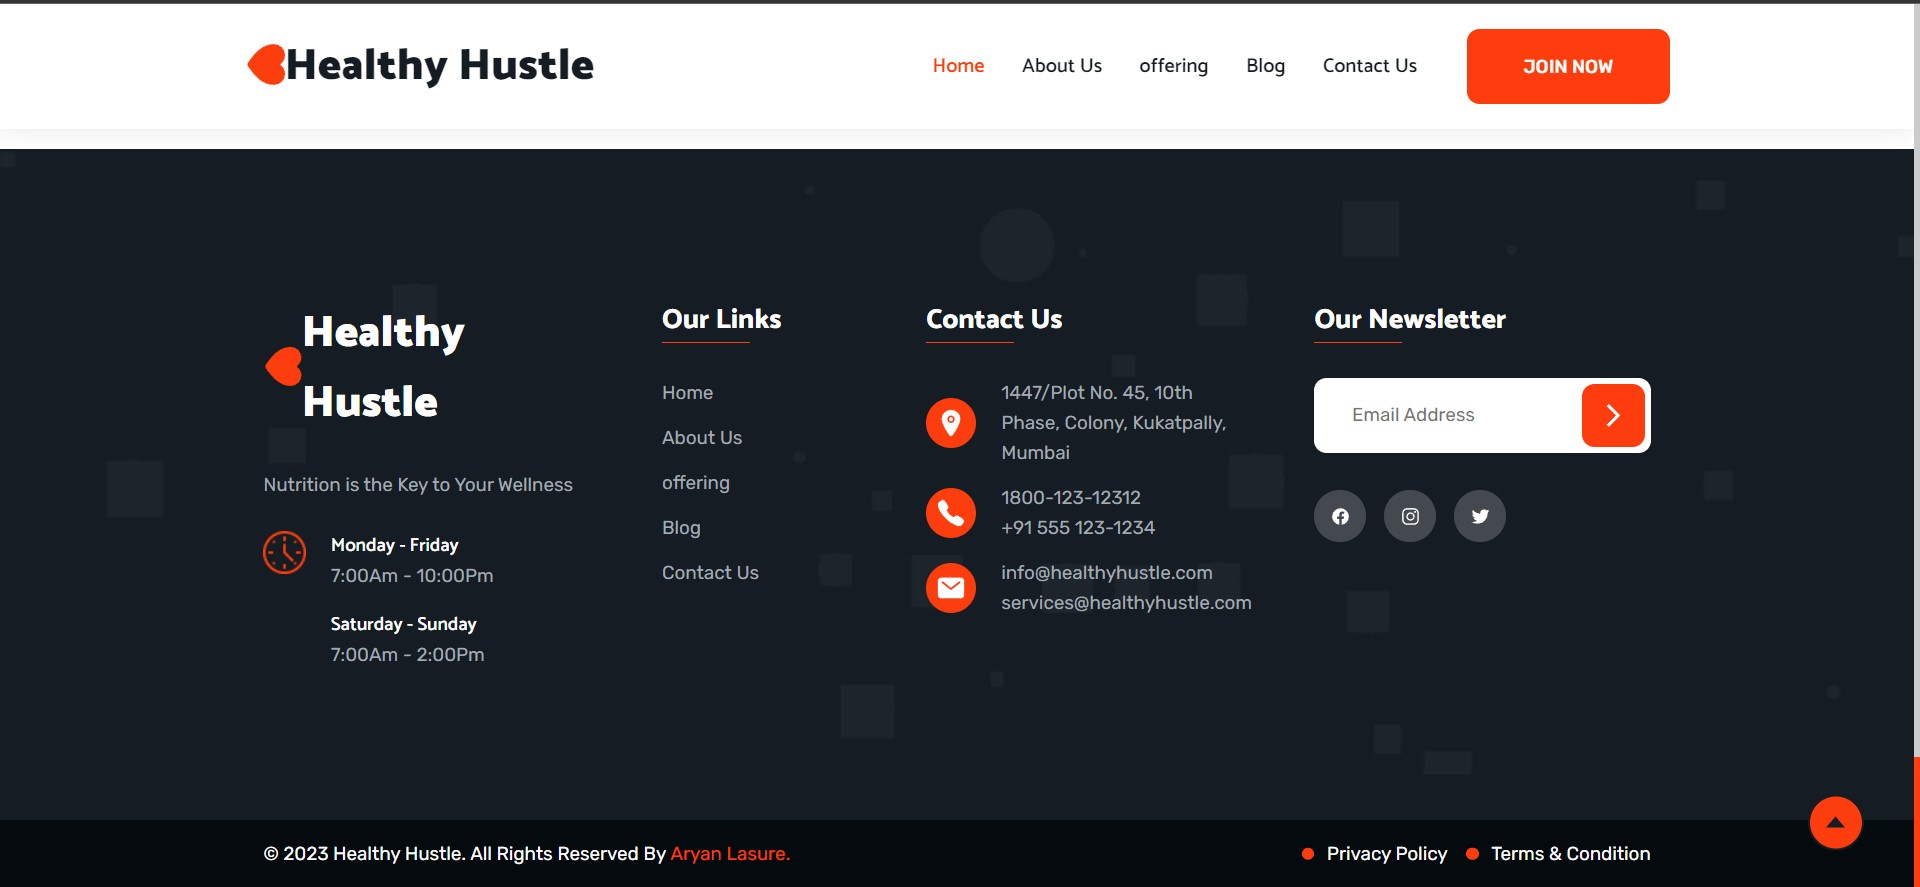 Healthy Hustle
Home
About Us
offering
Blog
Contact Us
JOIN NOW
Healthy
Hustle
Nutrition is the Key to Your Wellness
Monday - Friday
7:00Am - 10:00Pm
Saturday - Sunday
7:00Am - 2:00Pm
Our Links
Home
About Us
offering
Blog
Contact Us
Contact Us
1447/Plot No. 45, 10th
Phase, Colony, Kukatpally,
Mumbai
1800-123-12312
+91 555 123-1234
info@healthyhustle.com
services@healthyhustle.com
Our Newsletter
Email Address
© 2023 Healthy Hustle. All Rights Reserved By Aryan Lasure.
Privacy Policy
Terms & Condition